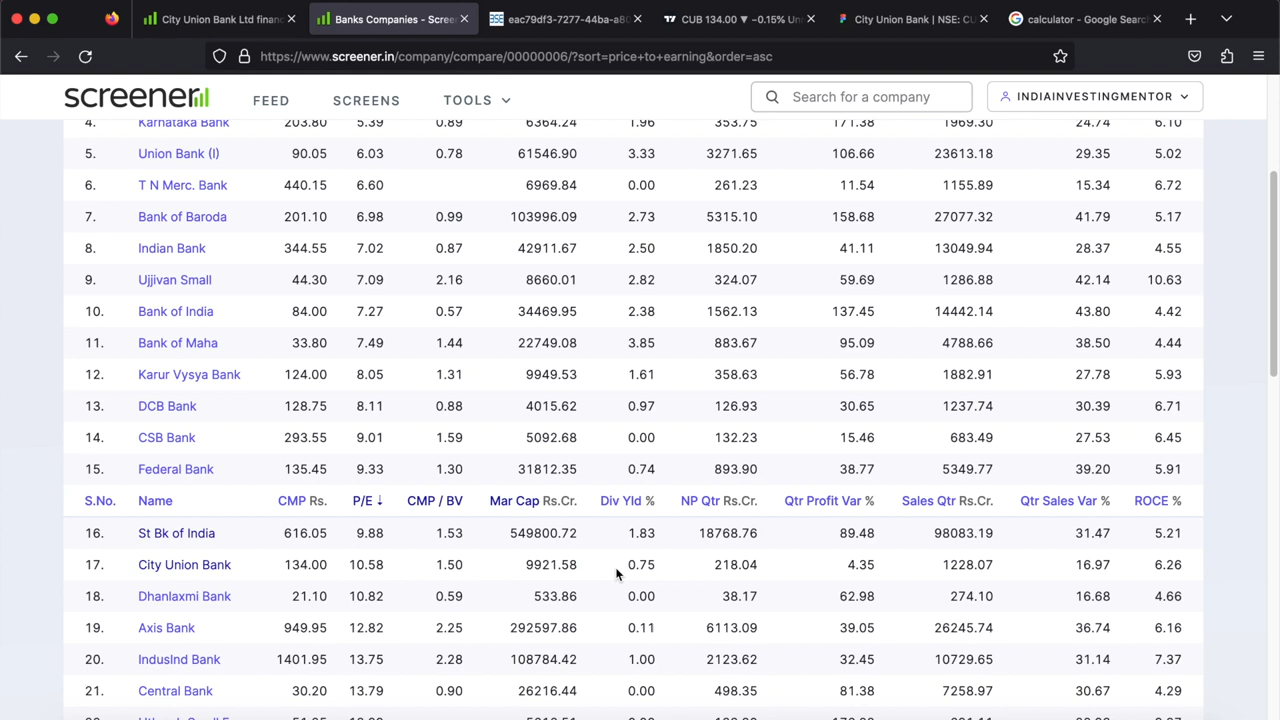 City Union Bank Ltd financ
Banks Companies - Screen
eac79df3-7277-44ba-a80
CUB 134.00 ▼ −0.15% Un
City Union Bank | NSE: CU
calculator - Google Search
https://www.screener.in/company/compare/00000006/?sort=price+to+earning&order=asc
screener
FEED SCREENS TOOLS
Search for a company
INDIAINVESTINGMENTOR
4. Karnataka Bank 203.80 5.39 0.89 6364.24 1.96 353.75 171.38 1969.30 24.74 6.10
5. Union Bank (I) 90.05 6.03 0.78 61546.90 3.33 3271.65 106.66 23613.18 29.35 5.02
6. T N Merc. Bank 440.15 6.60 6969.84 0.00 261.23 11.54 1155.89 15.34 6.72
7. Bank of Baroda 201.10 6.98 0.99 103996.09 2.73 5315.10 158.68 27077.32 41.79 5.17
8. Indian Bank 344.55 7.02 0.87 42911.67 2.50 1850.20 41.11 13049.94 28.37 4.55
9. Ujjivan Small 44.30 7.09 2.16 8660.01 2.82 324.07 59.69 1286.88 42.14 10.63
10. Bank of India 84.00 7.27 0.57 34469.95 2.38 1562.13 137.45 14442.14 43.80 4.42
11. Bank of Maha 33.80 7.49 1.44 22749.08 3.85 883.67 95.09 4788.66 38.50 4.44
12. Karur Vysya Bank 124.00 8.05 1.31 9949.53 1.61 358.63 56.78 1882.91 27.78 5.93
13. DCB Bank 128.75 8.11 0.88 4015.62 0.97 126.93 30.65 1237.74 30.39 6.71
14. CSB Bank 293.55 9.01 1.59 5092.68 0.00 132.23 15.46 683.49 27.53 6.45
15. Federal Bank 135.45 9.33 1.30 31812.35 0.74 893.90 38.77 5349.77 39.20 5.91
S.No. Name CMP Rs. P/E ↓ CMP / BV Mar Cap Rs.Cr. Div Yld % NP Qtr Rs.Cr. Qtr Profit Var % Sales Qtr Rs.Cr. Qtr Sales Var % ROCE %
16. St Bk of India 616.05 9.88 1.53 549800.72 1.83 18768.76 89.48 98083.19 31.47 5.21
17. City Union Bank 134.00 10.58 1.50 9921.58 0.75 218.04 4.35 1228.07 16.97 6.26
18. Dhanlaxmi Bank 21.10 10.82 0.59 533.86 0.00 38.17 62.98 274.10 16.68 4.66
19. Axis Bank 949.95 12.82 2.25 292597.86 0.11 6113.09 39.05 26245.74 36.74 6.16
20. IndusInd Bank 1401.95 13.75 2.28 108784.42 1.00 2123.62 32.45 10729.65 31.14 7.37
21. Central Bank 30.20 13.79 0.90 26216.44 0.00 498.35 81.38 7258.97 30.67 4.29